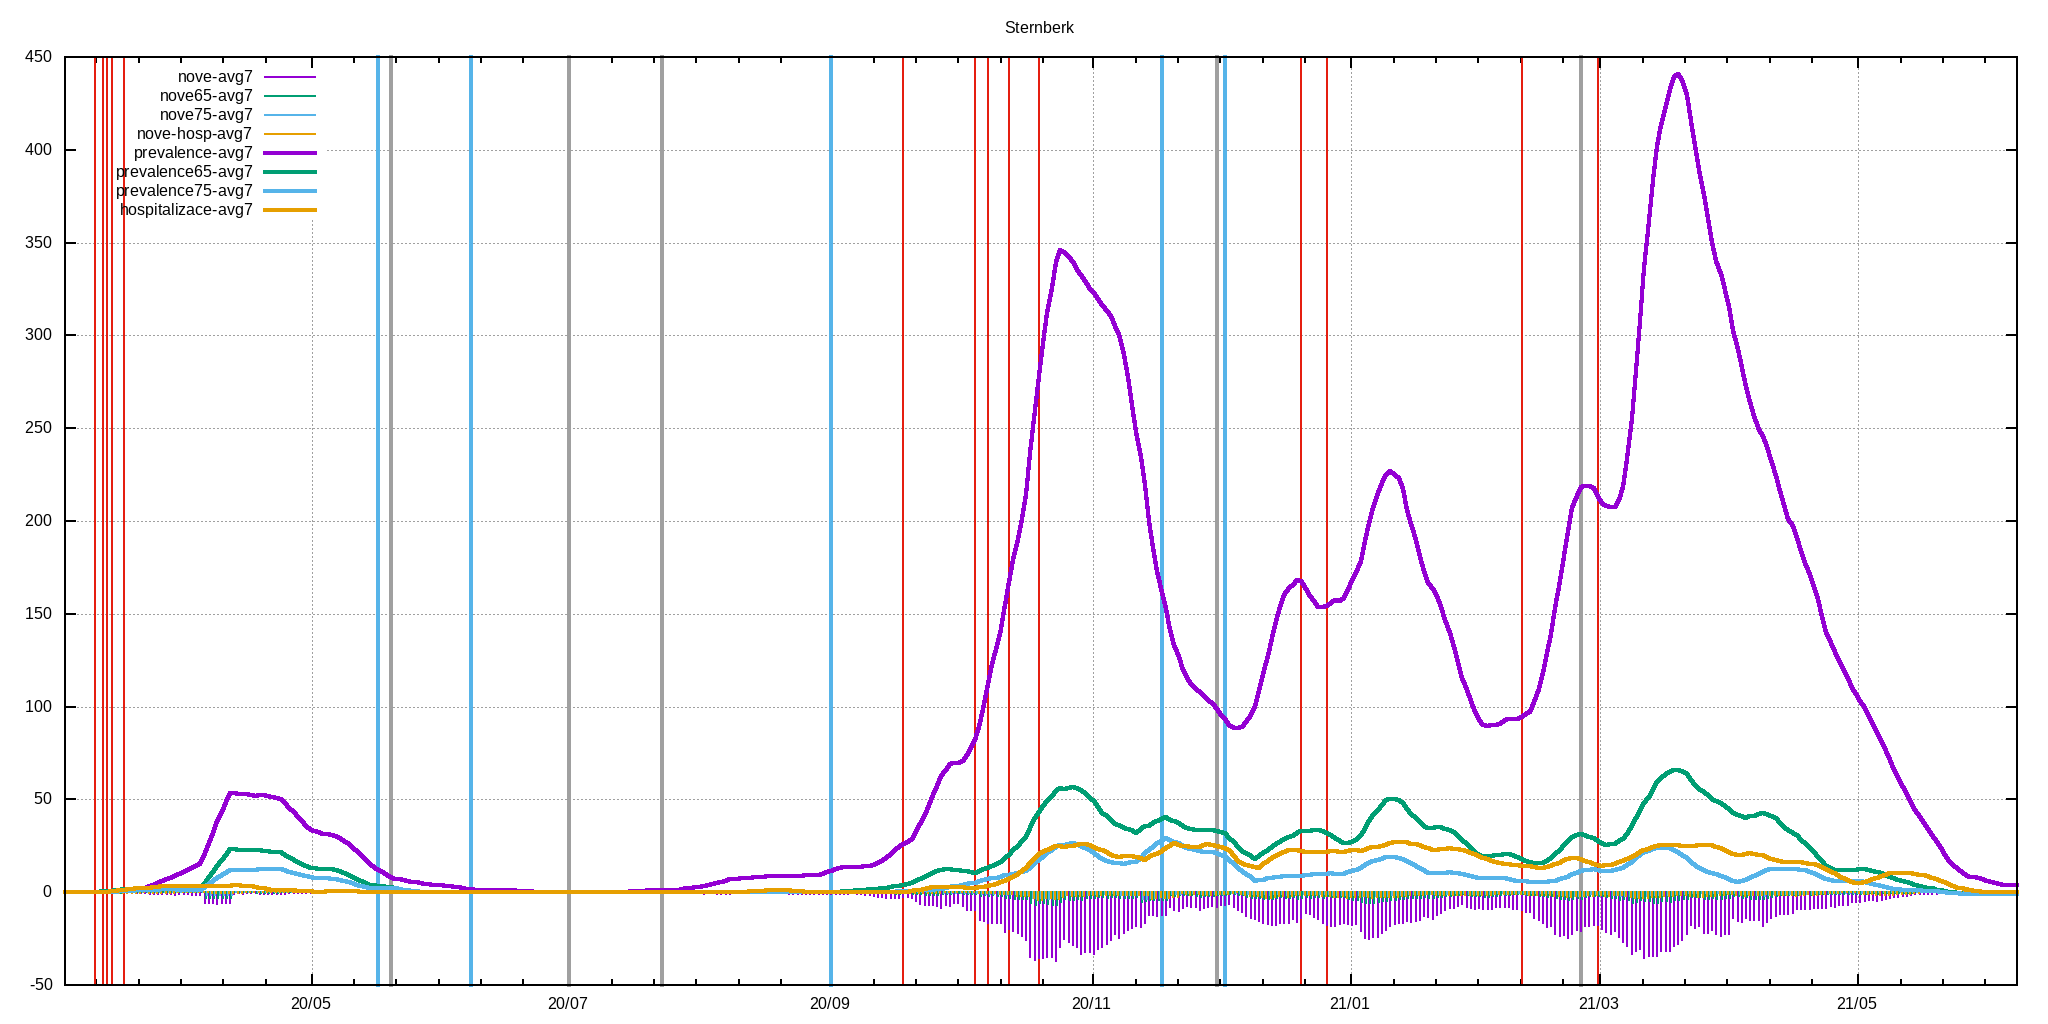 Sternberk
450
400
350
300
250
200
150
100
50
0
-50
nove-avg7
nove65-avg7
nove75-avg7
nove-hosp-avg7
prevalence-avg7
prevalence65-avg7
prevalence75-avg7
hospitalizace-avg7
20/05
20/07
20/09
20/11
21/01
21/03
21/05